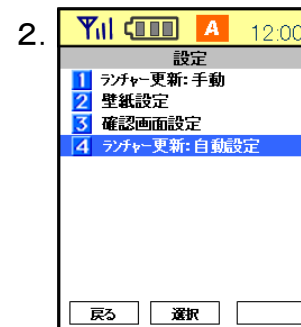 2.
A 12:00
設定
1 ランチャー更新:手動
2 壁紙設定
3 確認画面設定
4 ランチャー更新:自動設定
戻る 選択